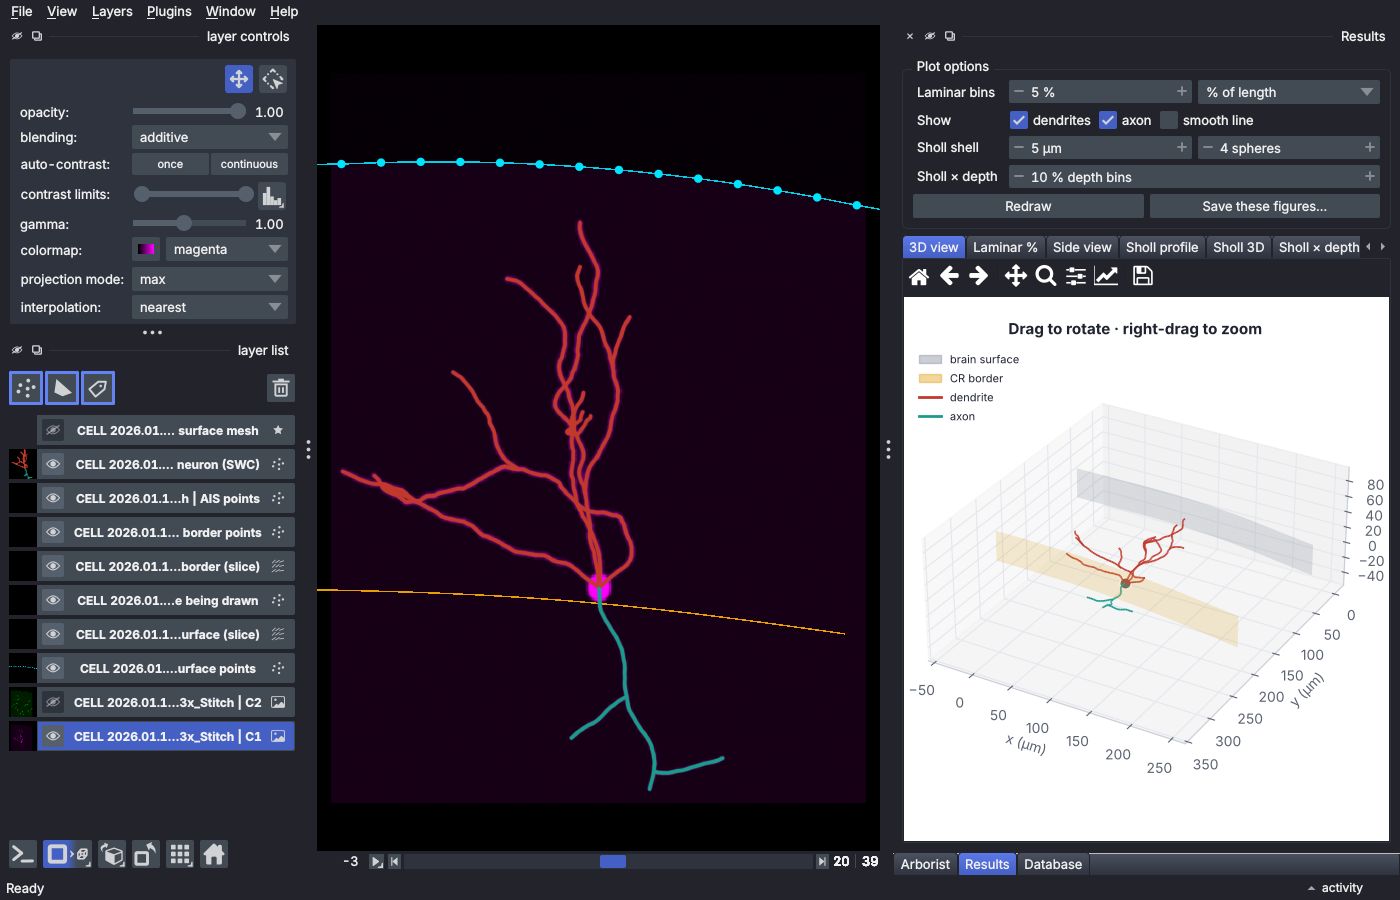 File View Layers Plugins Window Help
layer controls
opacity: 1.00
blending: additive
auto-contrast: once continuous
contrast limits:
gamma: 1.00
colormap: magenta
projection mode: max
interpolation: nearest
layer list
CELL 2026.01.... surface mesh
CELL 2026.01.... neuron (SWC)
CELL 2026.01.1...h | AIS points
CELL 2026.01.1... border points
CELL 2026.01.1...border (slice)
CELL 2026.01.1....e being drawn
CELL 2026.01.1...urface (slice)
CELL 2026.01....urface points
CELL 2026.01.1...3x_Stitch | C2
CELL 2026.01.1...3x_Stitch | C1
Ready
-3 20 39
Results
Plot options
Laminar bins − 5 % + % of length
Show dendrites axon smooth line
Sholl shell − 5 µm + − 4 spheres +
Sholl × depth − 10 % depth bins +
Redraw Save these figures...
3D view Laminar % Side view Sholl profile Sholl 3D Sholl × depth
Drag to rotate · right-drag to zoom
brain surface
CR border
dendrite
axon
80
60
40
20
0
−20
−40
0
50
100
150
200
250
300
350
y (µm)
−50
0
50
100
150
200
250
x (µm)
Arborist Results Database
activity